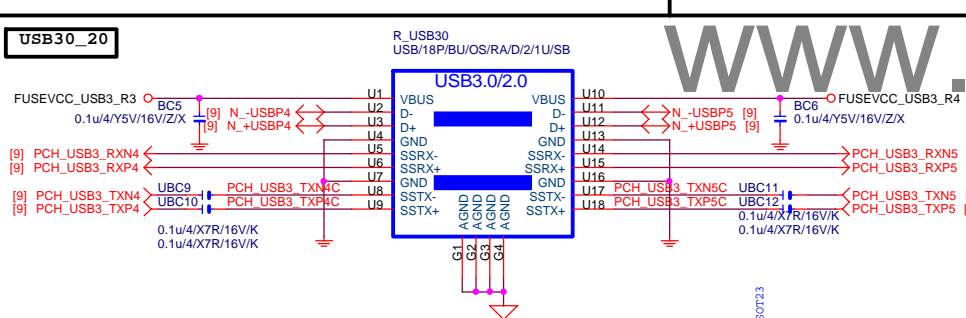 USB30_20
R_USB30
USB/18P/BU/OS/RA/D/2/1U/SB
WWW.
USB3.0/2.0
FUSEVCC_USB3_R3
BC5
0.1u/4/Y5V/16V/Z/X
[9] N_-USBP4
[9] N_+USBP4
[9] PCH_USB3_RXN4
[9] PCH_USB3_RXP4
[9] PCH_USB3_TXN4
[9] PCH_USB3_TXP4
UBC9
UBC10
PCH_USB3_TXN4C
PCH_USB3_TXP4C
0.1u/4/X7R/16V/K
0.1u/4/X7R/16V/K
U1
U2
U3
U4
U5
U6
U7
U8
U9
VBUS
D-
D+
GND
SSRX-
SSRX+
GND
SSTX-
SSTX+
VBUS
D-
D+
GND
SSRX-
SSRX+
GND
SSTX-
SSTX+
AGND
AGND
AGND
AGND
G1
G2
G3
G4
U10
U11
U12
U13
U14
U15
U16
U17
U18
N_-USBP5 [9]
N_+USBP5 [9]
FUSEVCC_USB3_R4
BC6
0.1u/4/Y5V/16V/Z/X
PCH_USB3_RXN5
PCH_USB3_RXP5
PCH_USB3_TXN5C
PCH_USB3_TXP5C
UBC11
UBC12
PCH_USB3_TXN5
PCH_USB3_TXP5 [
0.1u/4/X7R/16V/K
0.1u/4/X7R/16V/K
SOT23